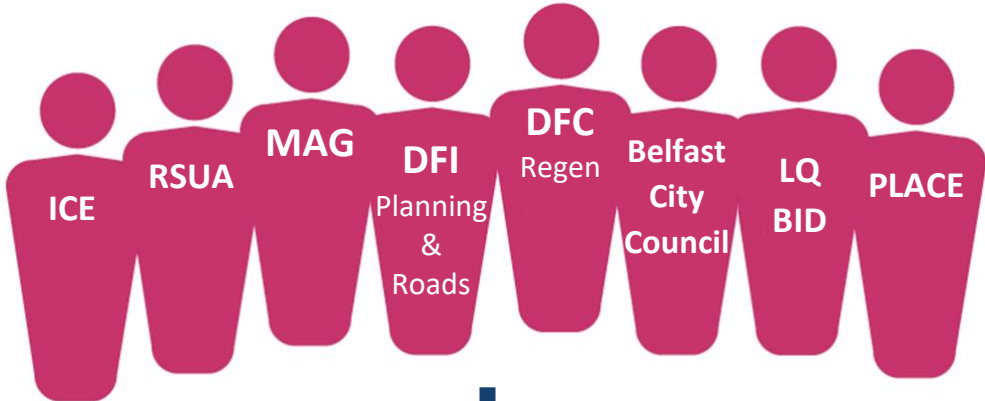 ICE
RSUA
MAG
DFI
Planning
&
Roads
DFC
Regen
Belfast
City
Council
LQ
BID
PLACE